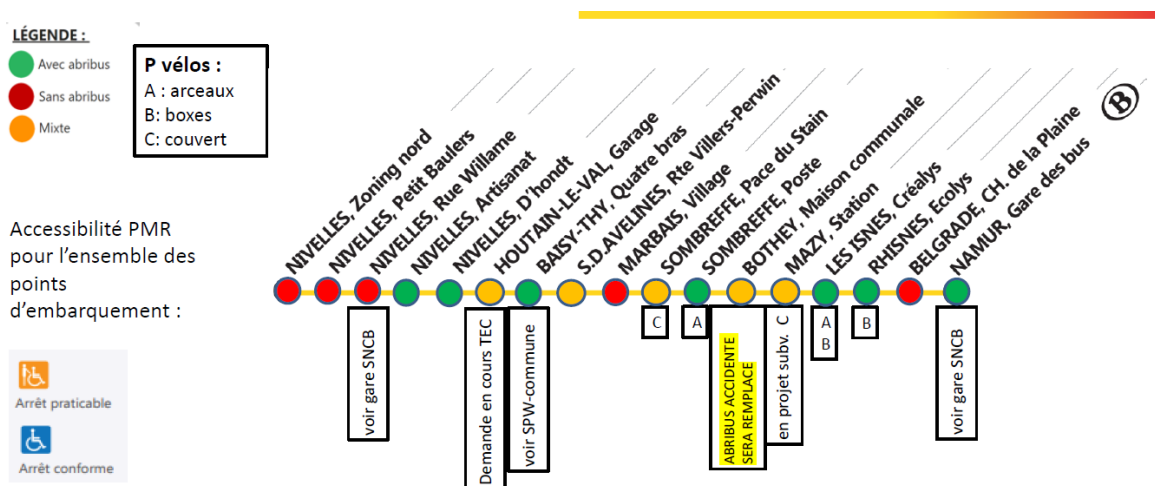 LÉGENDE :
Avec abribus
Sans abribus
Mixte
P vélos :
A : arceaux
B: boxes
C: couvert
Accessibilité PMR
pour l'ensemble des
points
d'embarquement :
Arrêt praticable
Arrêt conforme
B
NIVELLES, Zoning nord
NIVELLES, Petit Baulers
NIVELLES, Rue Willame
NIVELLES, Artisanat
NIVELLES, D'hondt
HOUTAIN-LE-VAL, Garage
BAISY-THY, Quatre bras
S.D.AVELINES, Rte Villers-Perwin
MARBAIS, Village
SOMBREFFE, Pace du Stain
SOMBREFFE, Poste
BOTHEY, Maison communale
MAZY, Station
LES ISNES, Créalys
RHISNES, Ecolys
BELGRADE, CH. de la Plaine
NAMUR, Gare des bus
voir gare SNCB
Demande en cours TEC
voir SPW-commune
C
A
ABRIBUS ACCIDENTE
SERA REMPLACE
en projet subv. C
A
B
B
voir gare SNCB